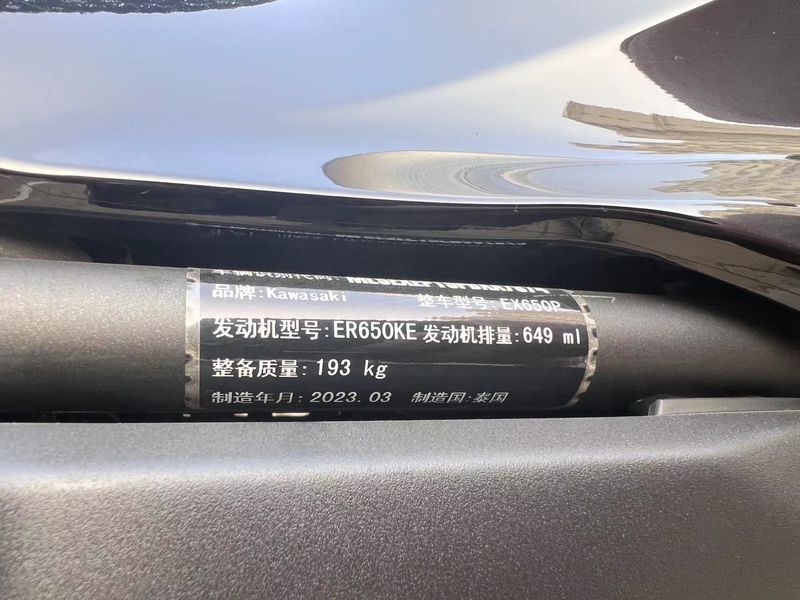 品牌:Kawasaki 整车型号:EX650P
发动机型号:ER650KE 发动机排量:649 ml
整备质量:193 kg
制造年月:2023.03 制造国:泰国